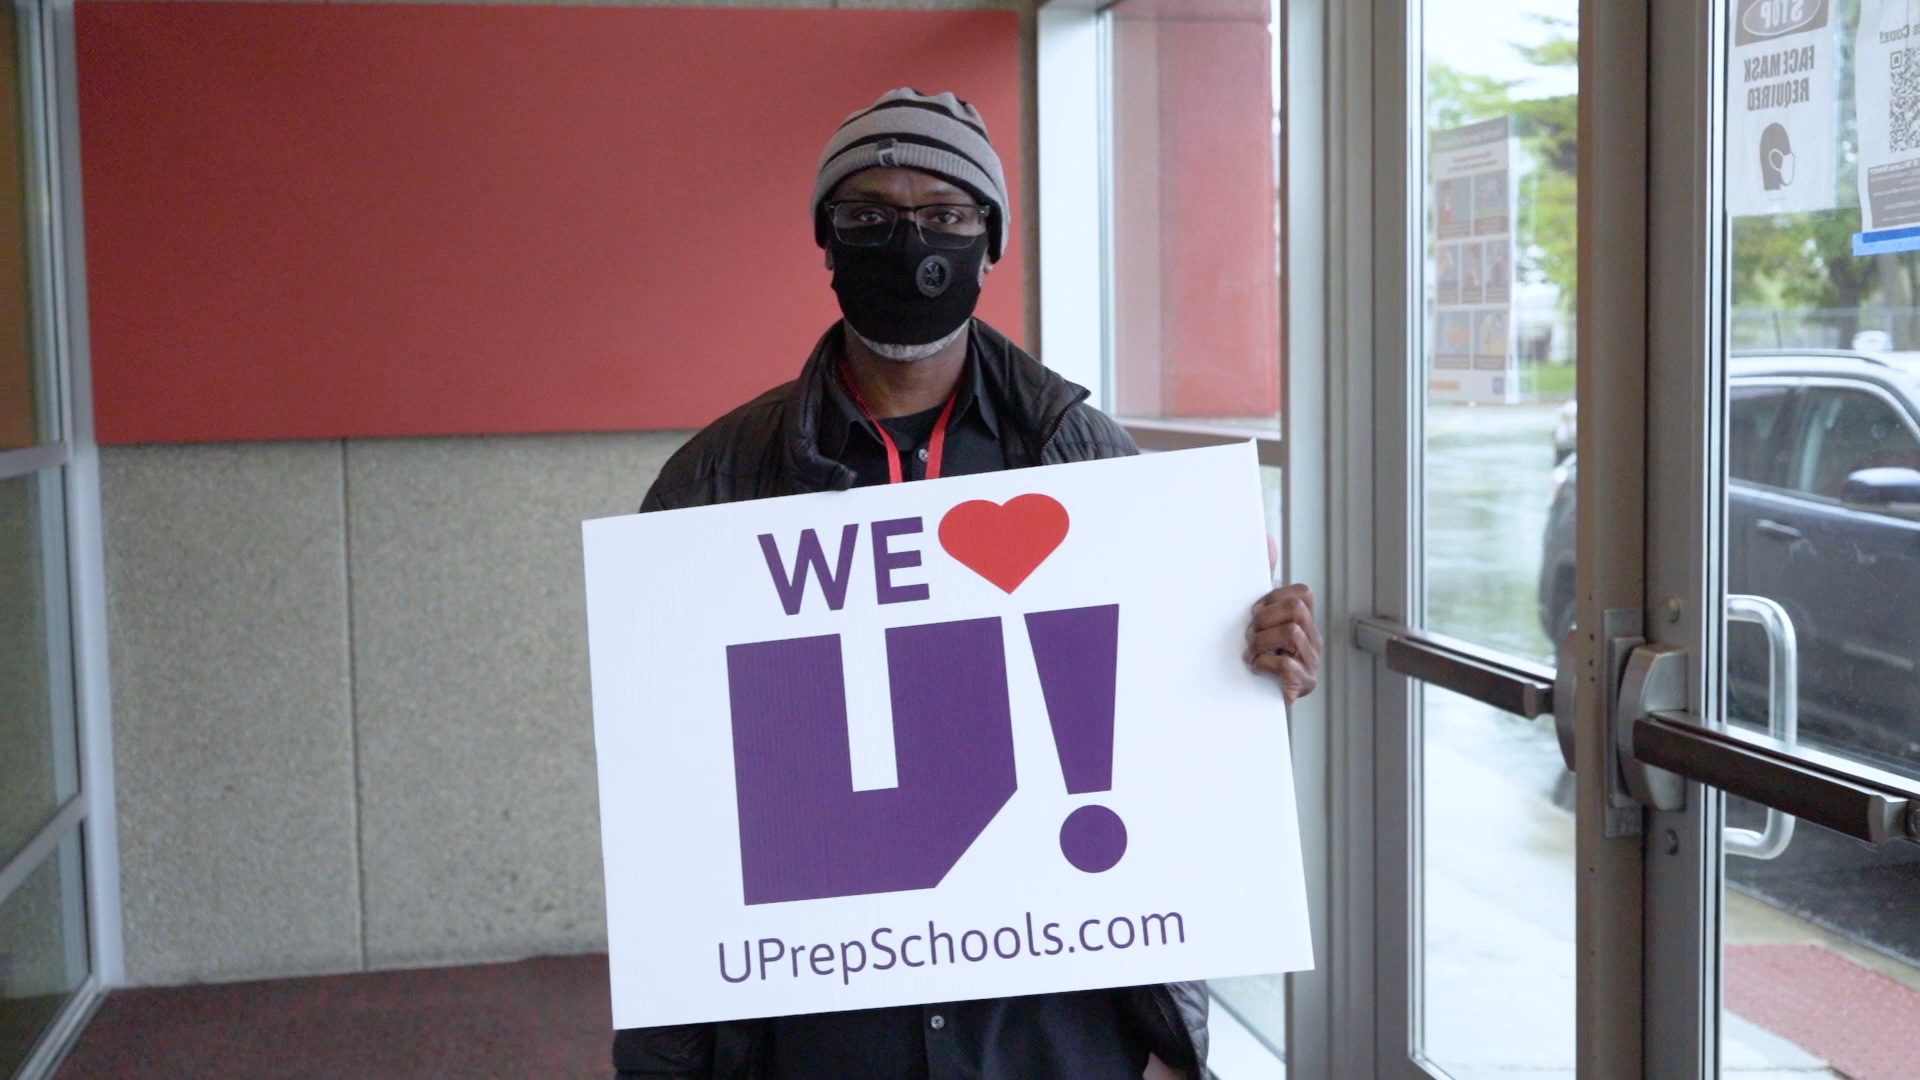 WE
U!
UPrepSchools.com
STOP
FACE MASK
REQUIRED